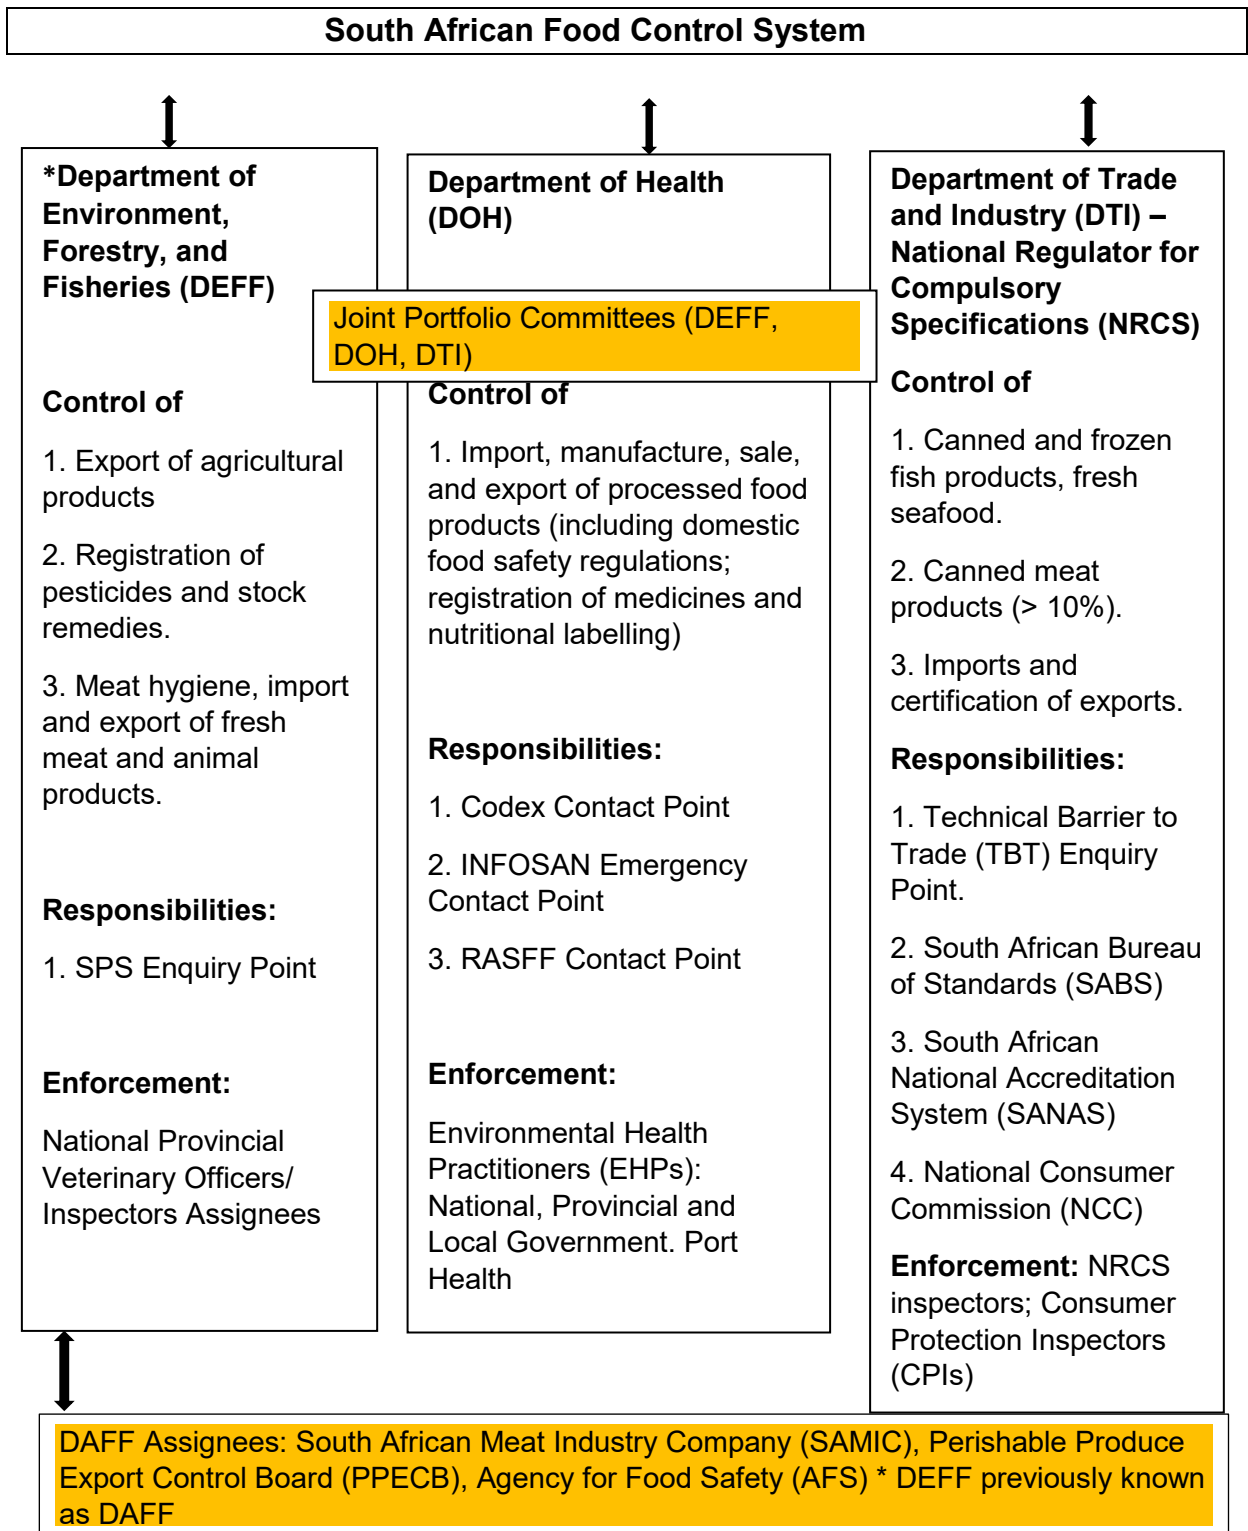 South African Food Control System
*Department of
Environment,
Forestry, and
Fisheries (DEFF)
Control of
1. Export of agricultural
products
2. Registration of
pesticides and stock
remedies.
3. Meat hygiene, import
and export of fresh
meat and animal
products.
Responsibilities:
1. SPS Enquiry Point
Enforcement:
National Provincial
Veterinary Officers/
Inspectors Assignees
Department of Health
(DOH)
Joint Portfolio Committees (DEFF,
DOH, DTI)
Control of
1. Import, manufacture, sale,
and export of processed food
products (including domestic
food safety regulations;
registration of medicines and
nutritional labelling)
Responsibilities:
1. Codex Contact Point
2. INFOSAN Emergency
Contact Point
3. RASFF Contact Point
Enforcement:
Environmental Health
Practitioners (EHPs):
National, Provincial and
Local Government. Port
Health
Department of Trade
and Industry (DTI) –
National Regulator for
Compulsory
Specifications (NRCS)
Control of
1. Canned and frozen
fish products, fresh
seafood.
2. Canned meat
products (> 10%).
3. Imports and
certification of exports.
Responsibilities:
1. Technical Barrier to
Trade (TBT) Enquiry
Point.
2. South African Bureau
of Standards (SABS)
3. South African
National Accreditation
System (SANAS)
4. National Consumer
Commission (NCC)
Enforcement: NRCS
inspectors; Consumer
Protection Inspectors
(CPIs)
DAFF Assignees: South African Meat Industry Company (SAMIC), Perishable Produce
Export Control Board (PPECB), Agency for Food Safety (AFS) * DEFF previously known
as DAFF